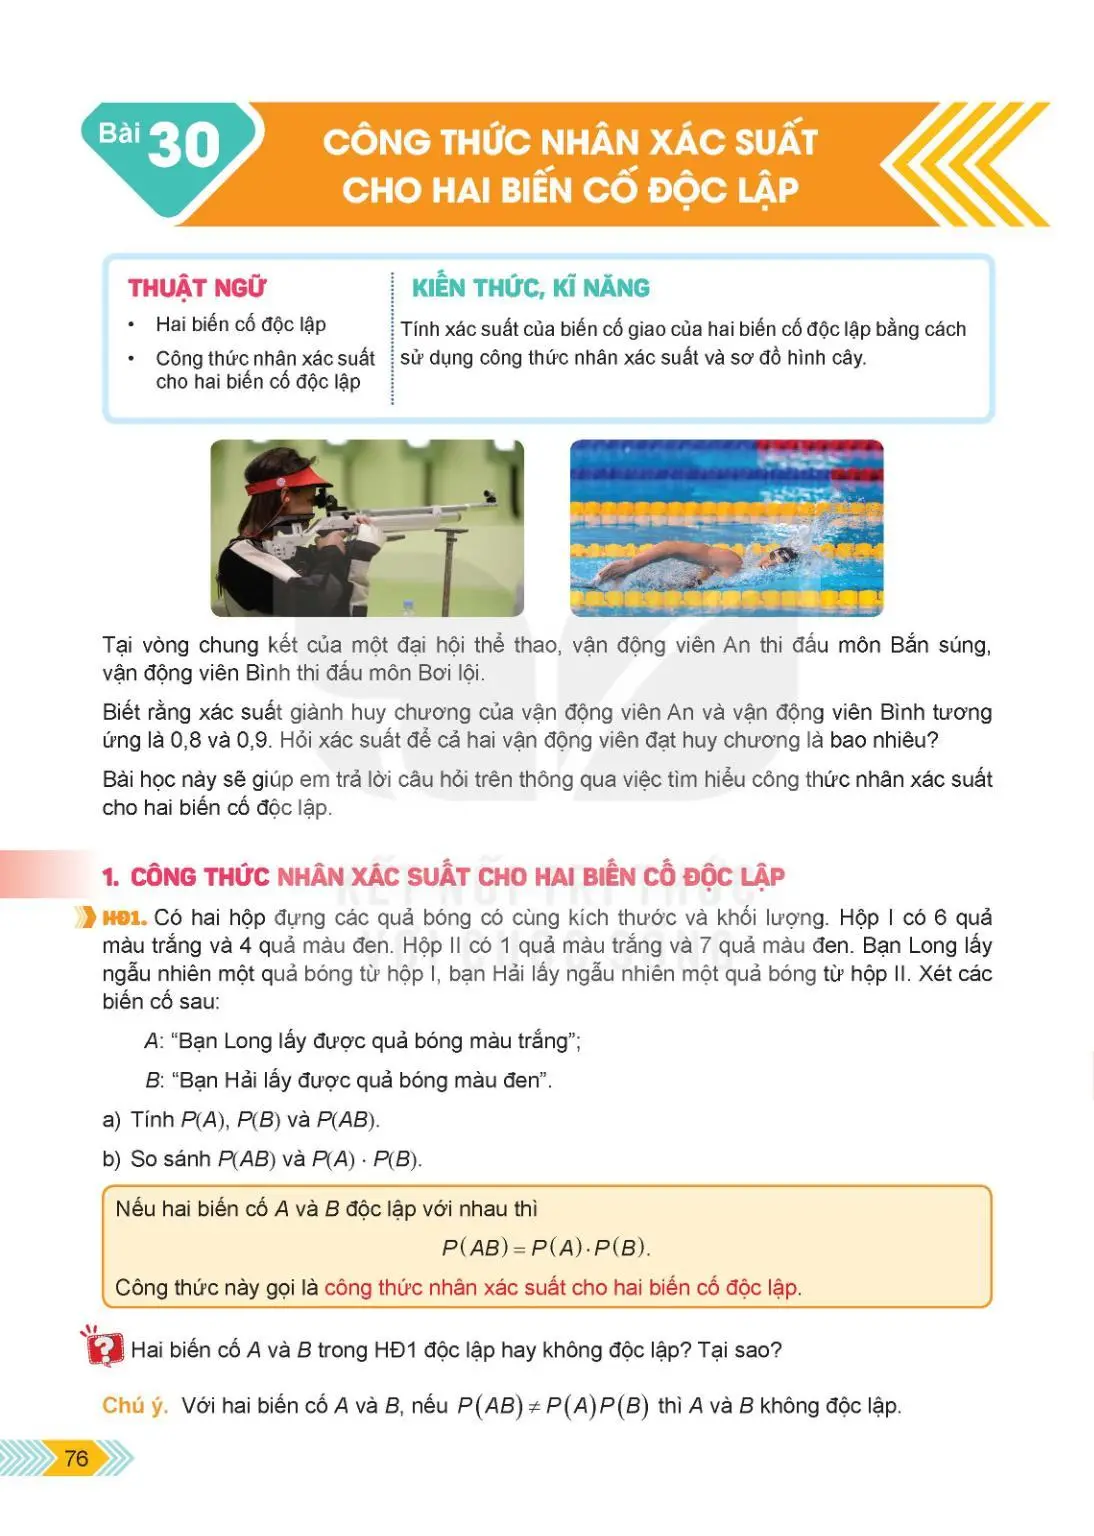 Bài 30
CÔNG THỨC NHÂN XÁC SUẤT
CHO HAI BIẾN CỐ ĐỘC LẬP
THUẬT NGỮ
• Hai biến cố độc lập
• Công thức nhân xác suất
cho hai biến cố độc lập
KIẾN THỨC, KĨ NĂNG
Tính xác suất của biến cố giao của hai biến cố độc lập bằng cách
sử dụng công thức nhân xác suất và sơ đồ hình cây.
Tại vòng chung kết của một đại hội thể thao, vận động viên An thi đấu môn Bắn súng,
vận động viên Bình thi đấu môn Bơi lội.
Biết rằng xác suất giành huy chương của vận động viên An và vận động viên Bình tương
ứng là 0,8 và 0,9. Hỏi xác suất để cả hai vận động viên đạt huy chương là bao nhiêu?
Bài học này sẽ giúp em trả lời câu hỏi trên thông qua việc tìm hiểu công thức nhân xác suất
cho hai biến cố độc lập.
KẾT NỐI TRI THỨC
VỚI CUỘC SỐNG
1. CÔNG THỨC NHÂN XÁC SUẤT CHO HAI BIẾN CỐ ĐỘC LẬP
HĐ1. Có hai hộp đựng các quả bóng có cùng kích thước và khối lượng. Hộp I có 6 quả
màu trắng và 4 quả màu đen. Hộp II có 1 quả màu trắng và 7 quả màu đen. Bạn Long lấy
ngẫu nhiên một quả bóng từ hộp I, bạn Hải lấy ngẫu nhiên một quả bóng từ hộp II. Xét các
biến cố sau:
A: “Bạn Long lấy được quả bóng màu trắng”;
B: “Bạn Hải lấy được quả bóng màu đen”.
a) Tính P(A), P(B) và P(AB).
b) So sánh P(AB) và P(A) · P(B).
Nếu hai biến cố A và B độc lập với nhau thì
P(AB) = P(A)·P(B).
Công thức này gọi là công thức nhân xác suất cho hai biến cố độc lập.
? Hai biến cố A và B trong HĐ1 độc lập hay không độc lập? Tại sao?
Chú ý. Với hai biến cố A và B, nếu P(AB) ≠ P(A)P(B) thì A và B không độc lập.
76